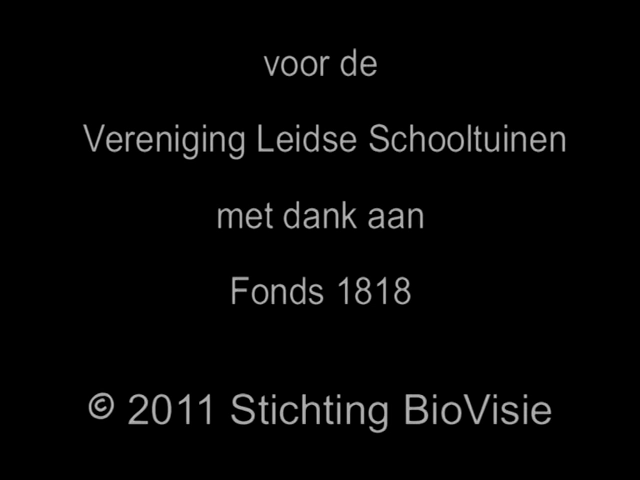 voor de
Vereniging Leidse Schooltuinen
met dank aan
Fonds 1818
© 2011 Stichting BioVisie